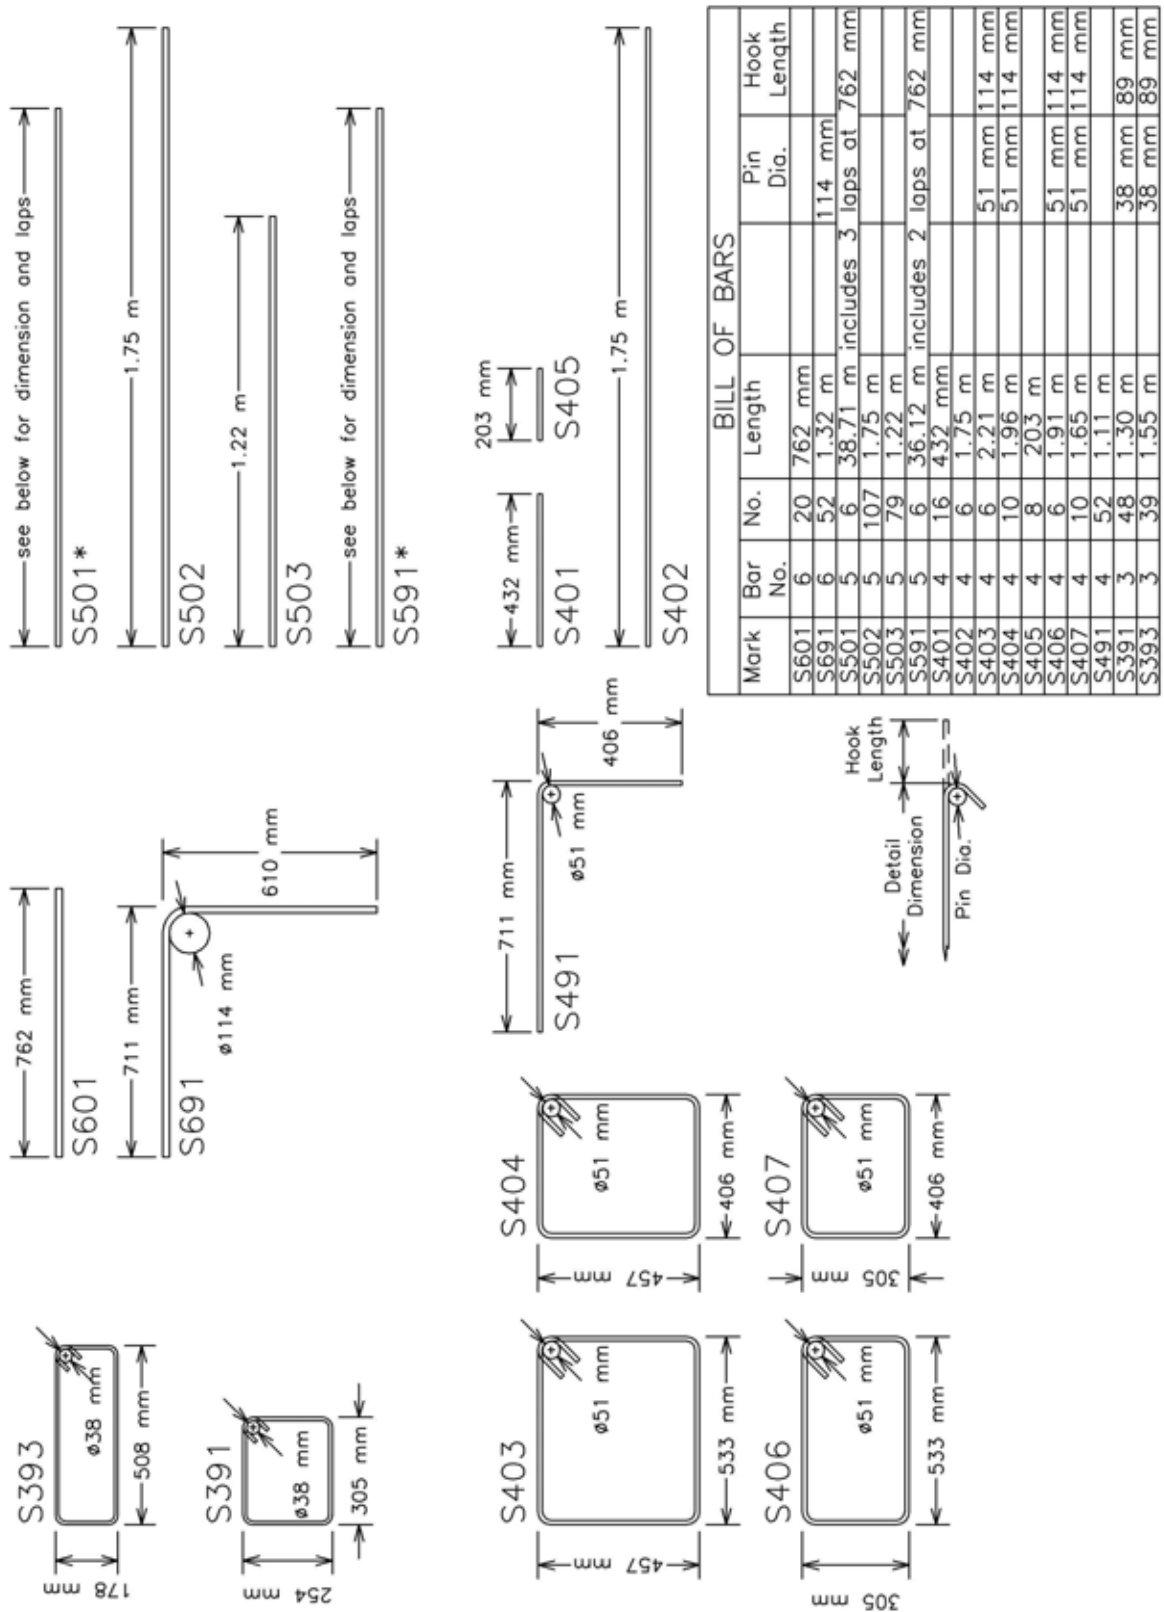 762 mm
S601
711 mm
610 mm
ø114 mm
S691
see below for dimension and laps
S501*
1.75 m
S502
1.22 m
S503
see below for dimension and laps
S591*
178 mm
S393
ø38 mm
508 mm
254 mm
S391
ø38 mm
305 mm
711 mm
406 mm
ø51 mm
S491
432 mm
S401
203 mm
S405
1.75 m
S402
457 mm
S403
ø51 mm
533 mm
457 mm
S404
ø51 mm
406 mm
305 mm
S406
ø51 mm
533 mm
305 mm
S407
ø51 mm
406 mm
Detail Dimension
Hook Length
Pin Dia.
BILL OF BARS
Mark Bar No. No. Length Pin Dia. Hook Length
S601 6 20 762 mm
S691 6 52 1.32 m 114 mm
S501 5 6 38.71 m includes 3 laps at 762 mm
S502 5 107 1.75 m
S503 5 79 1.22 m
S591 5 6 36.12 m includes 2 laps at 762 mm
S401 4 16 432 mm
S402 4 6 1.75 m
S403 4 6 2.21 m 51 mm 114 mm
S404 4 10 1.96 m 51 mm 114 mm
S405 4 8 203 m
S406 4 6 1.91 m 51 mm 114 mm
S407 4 10 1.65 m 51 mm 114 mm
S491 4 52 1.11 m
S391 3 48 1.30 m 38 mm 89 mm
S393 3 39 1.55 m 38 mm 89 mm